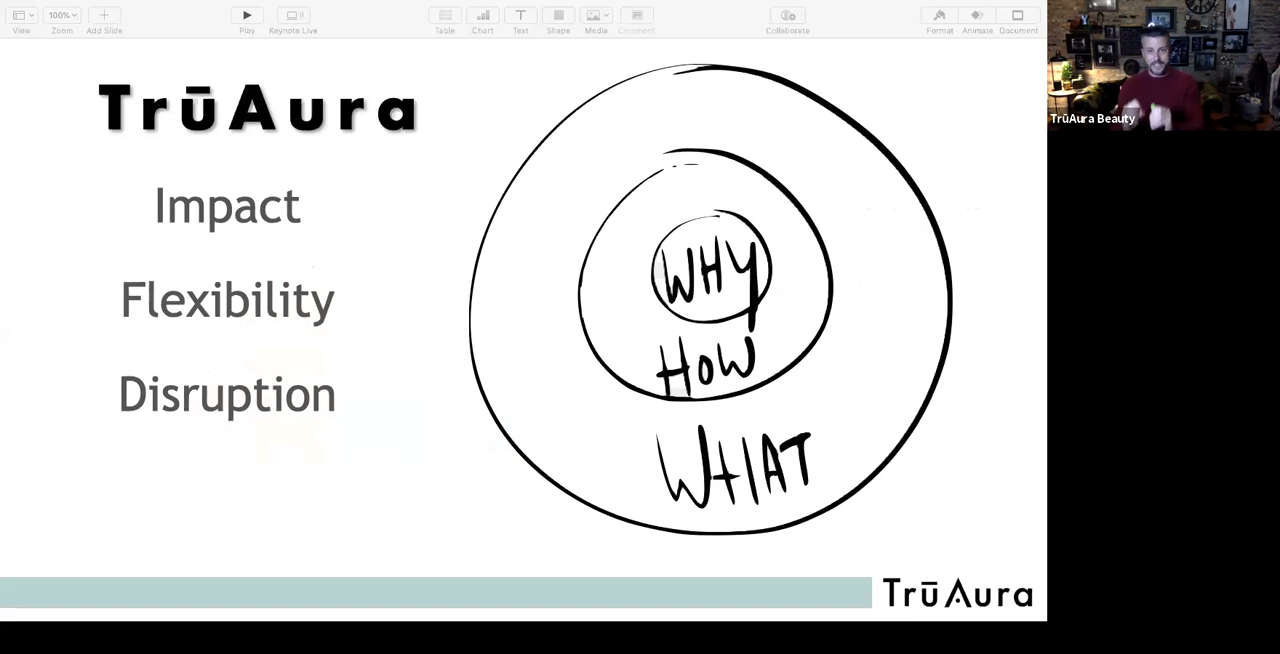 View
Zoom
Add Slide
Play
Keynote Live
Table
Chart
Text
Shape
Media
Comment
Collaborate
Format
Animate
Document
100%
T
TrūAura
Impact
Flexibility
Disruption
WHY
HOW
WHAT
TrūAura
TrūAura Beauty